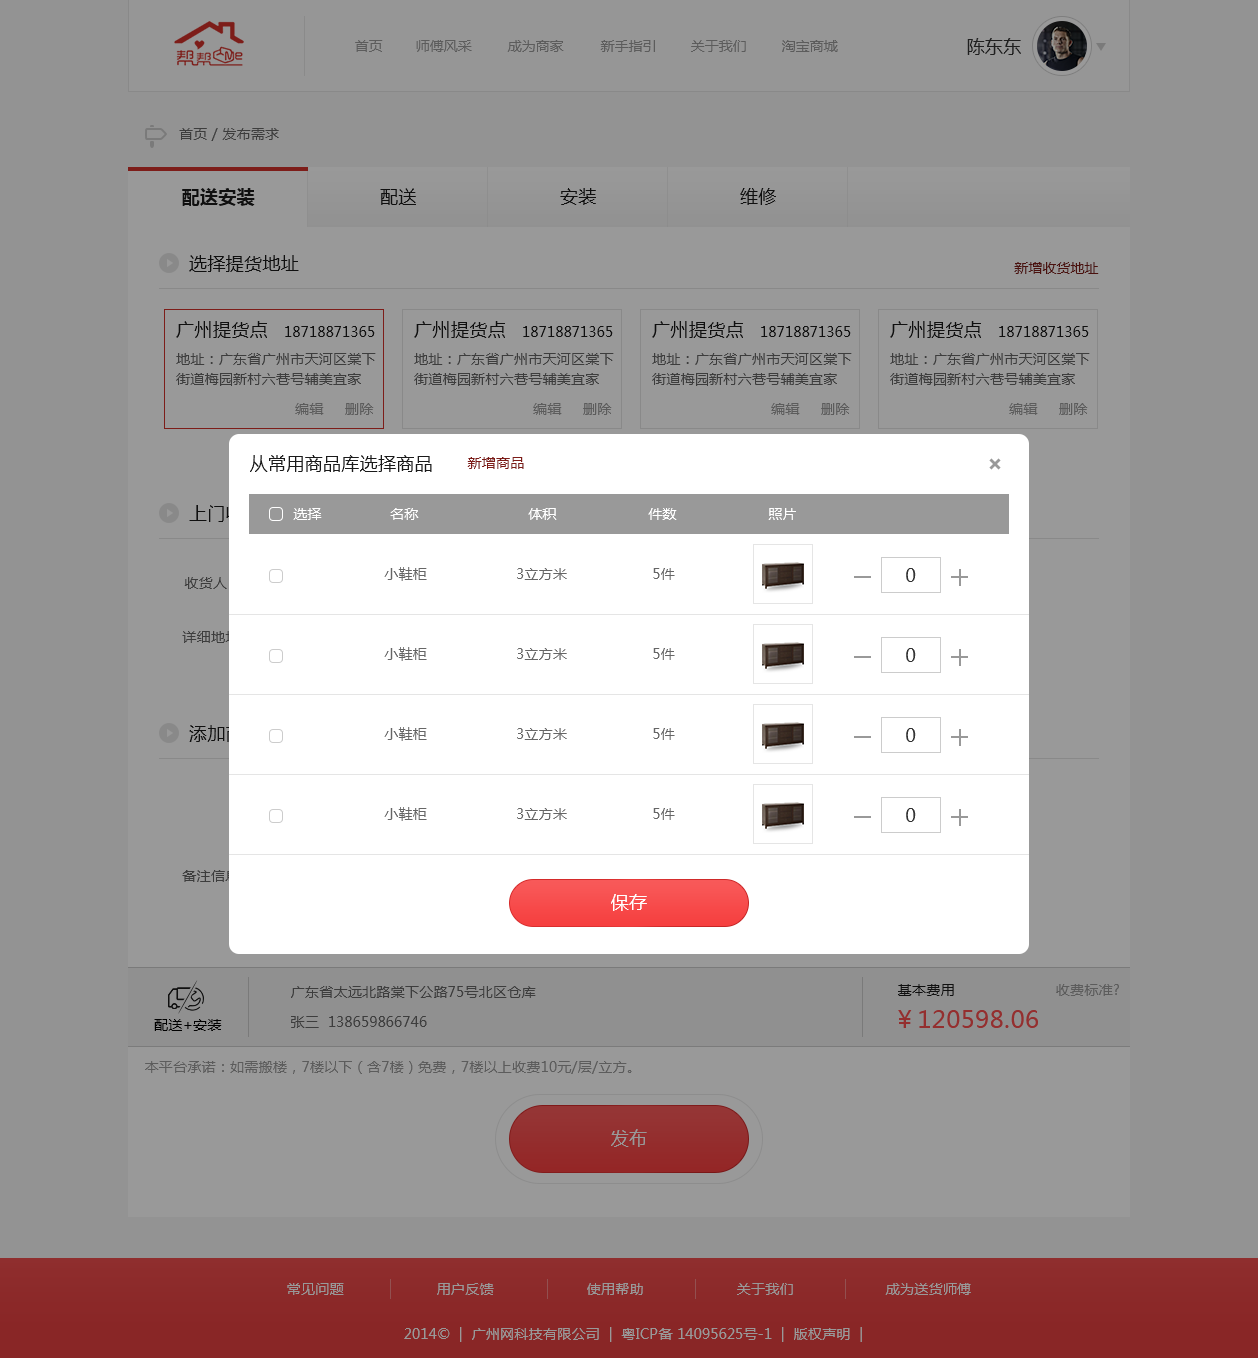 帮帮Me
首页 师傅风采 成为商家 新手指引 关于我们 淘宝商城 陈东东
首页 / 发布需求
配送安装 配送 安装 维修
选择提货地址 新增收货地址
广州提货点 18718871365 广州提货点 18718871365 广州提货点 18718871365 广州提货点 18718871365
地址：广东省广州市天河区棠下 地址：广东省广州市天河区棠下 地址：广东省广州市天河区棠下 地址：广东省广州市天河区棠下
街道梅园新村六巷号辅美宜家 街道梅园新村六巷号辅美宜家 街道梅园新村六巷号辅美宜家 街道梅园新村六巷号辅美宜家
编辑 删除 编辑 删除 编辑 删除 编辑 删除
从常用商品库选择商品 新增商品 ×
上门
选择 名称 体积 件数 照片
收货人
小鞋柜 3立方米 5件 — 0 +
详细地
小鞋柜 3立方米 5件 — 0 +
添加
小鞋柜 3立方米 5件 — 0 +
小鞋柜 3立方米 5件 — 0 +
备注信
保存
广东省太远北路棠下公路75号北区仓库 基本费用 收费标准?
配送+安装 张三 138659866746 ¥ 120598.06
本平台承诺：如需搬楼，7楼以下（含7楼）免费，7楼以上收费10元/层/立方。
发布
常见问题 用户反馈 使用帮助 关于我们 成为送货师傅
2014© | 广州网科技有限公司 | 粤ICP备 14095625号-1 | 版权声明 |